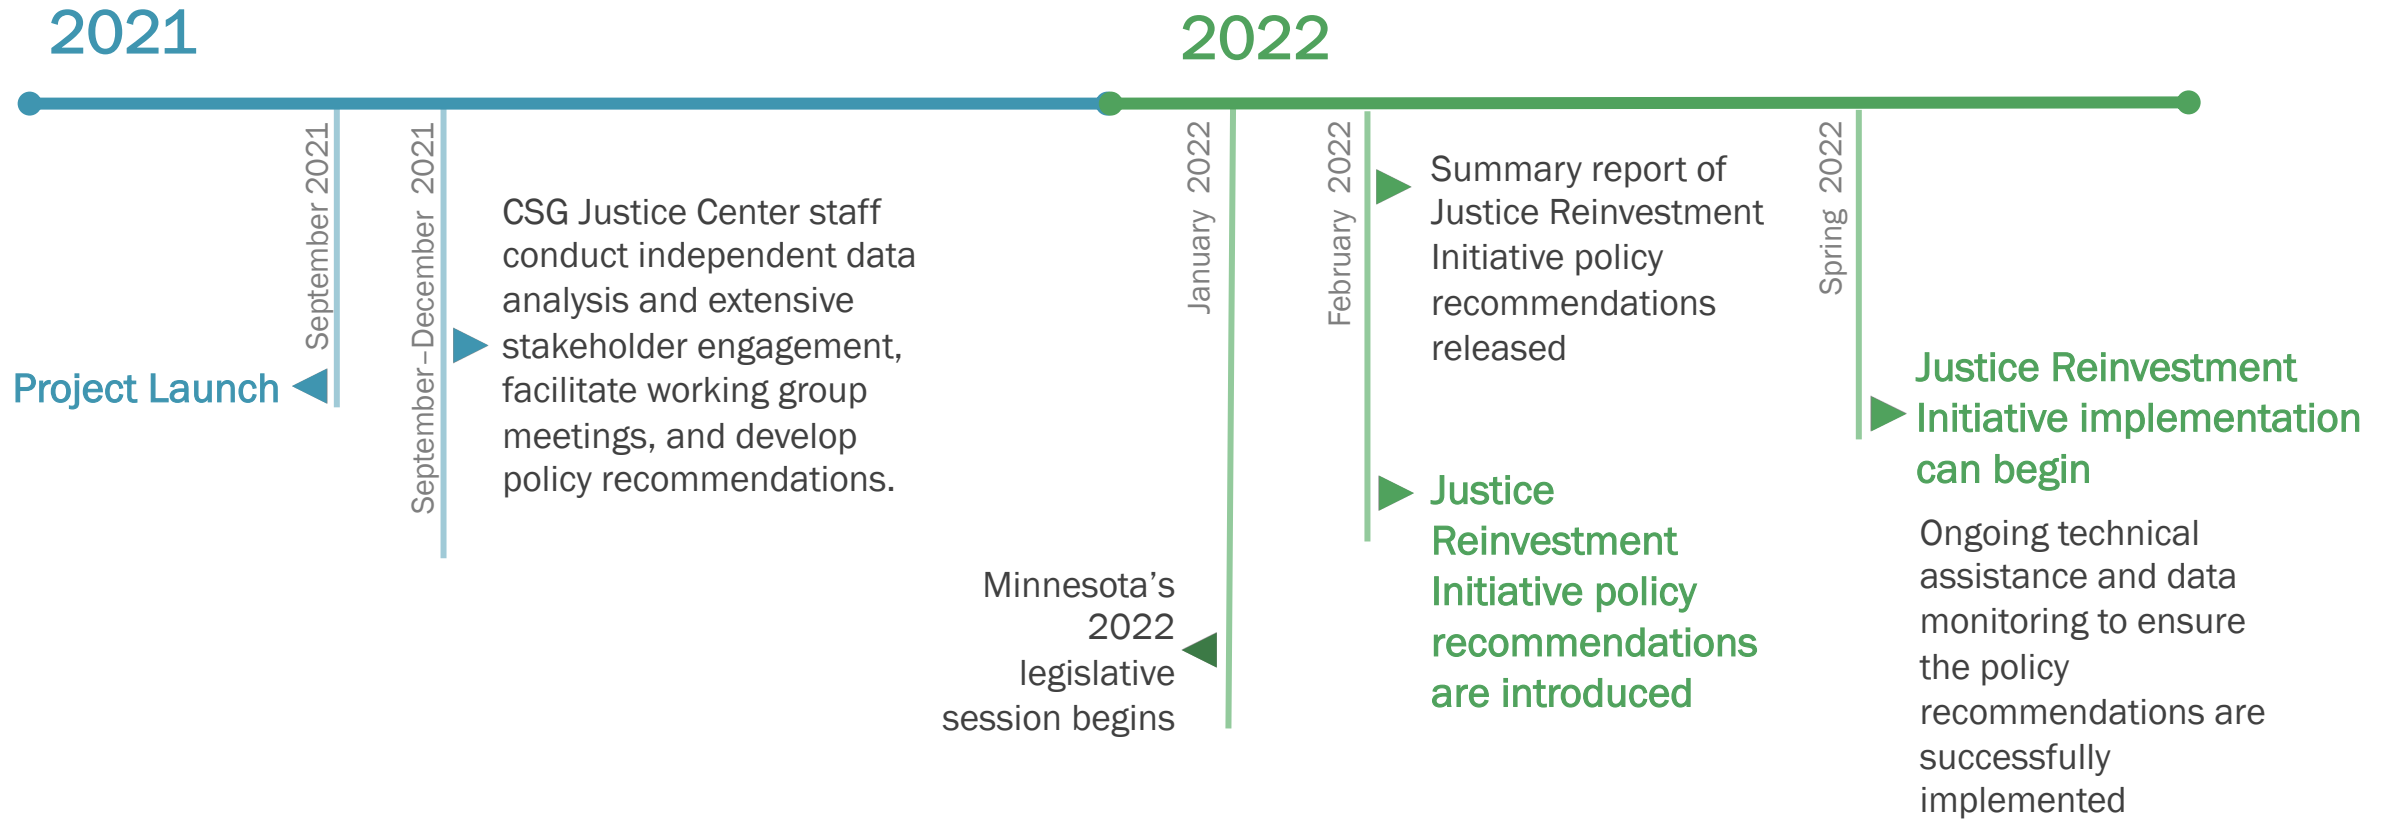 2021
2022
September 2021
Project Launch
September–December 2021
CSG Justice Center staff
conduct independent data
analysis and extensive
stakeholder engagement,
facilitate working group
meetings, and develop
policy recommendations.
January 2022
Minnesota’s
2022
legislative
session begins
February 2022
Summary report of
Justice Reinvestment
Initiative policy
recommendations
released
Justice
Reinvestment
Initiative policy
recommendations
are introduced
Spring 2022
Justice Reinvestment
Initiative implementation
can begin
Ongoing technical
assistance and data
monitoring to ensure
the policy
recommendations are
successfully
implemented